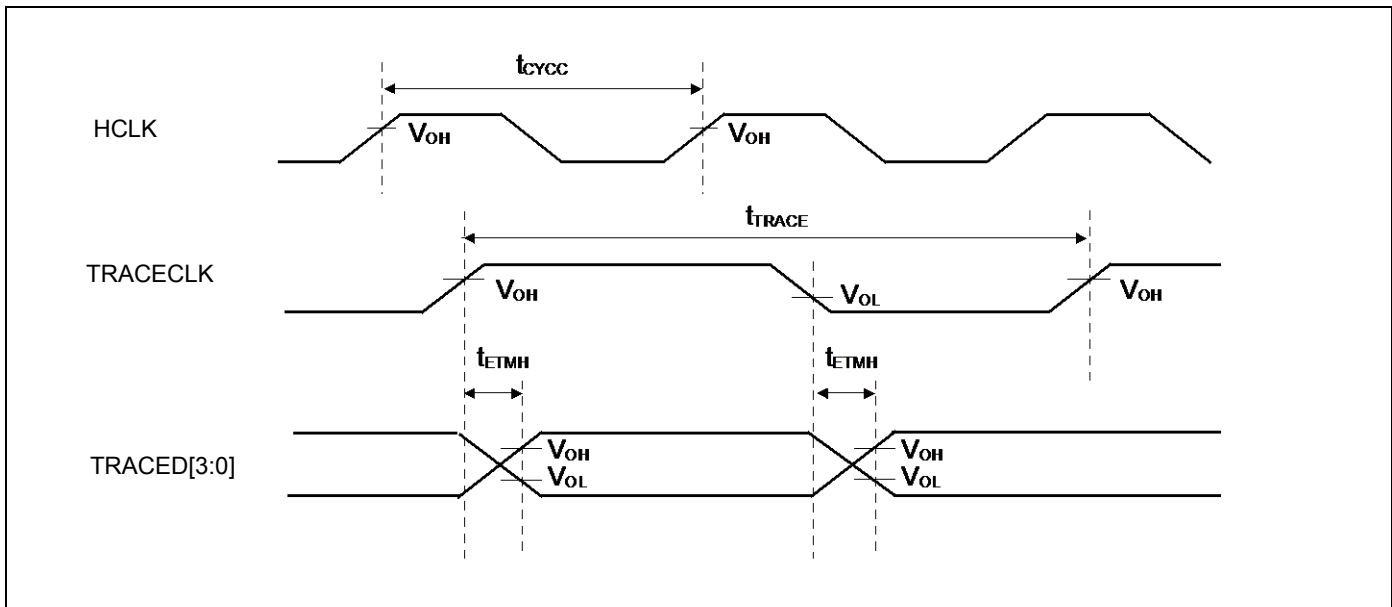 tCYCC
HCLK
VOH
VOH
tTRACE
TRACECLK
VOH
VOL
VOH
tETMH
tETMH
TRACED[3:0]
VOH
VOL
VOH
VOL